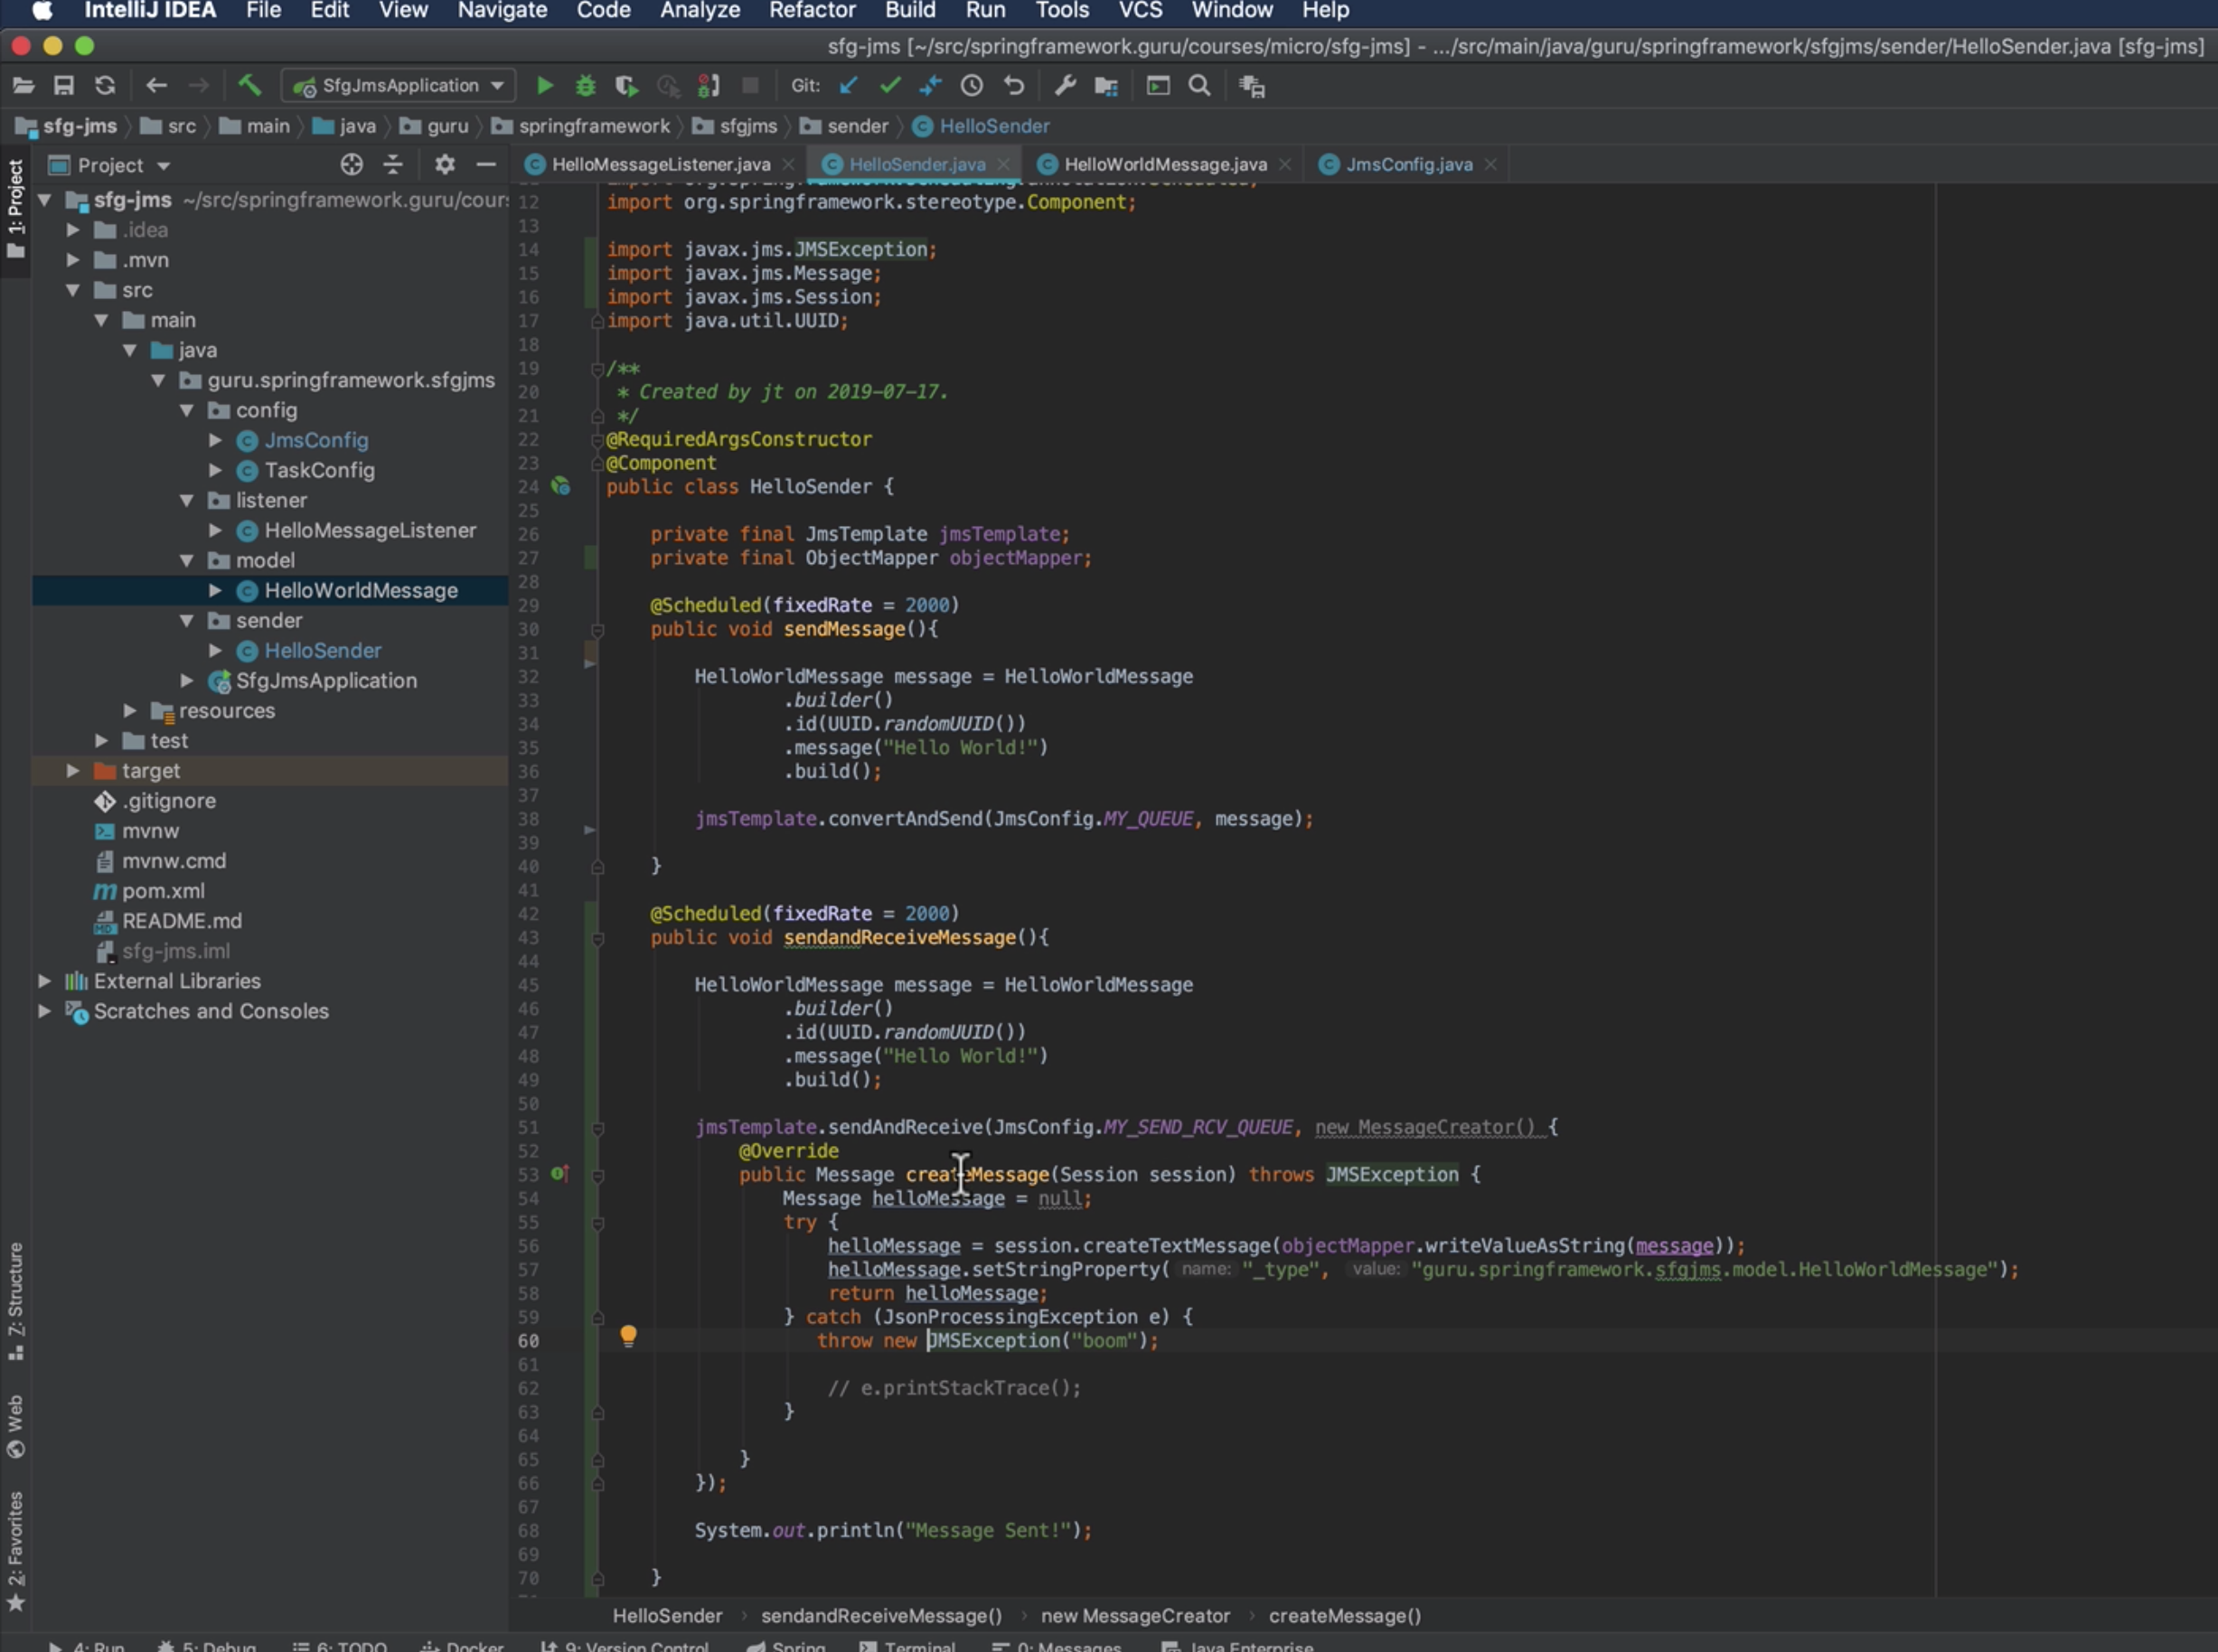 IntelliJ IDEA File Edit View Navigate Code Analyze Refactor Build Run Tools VCS Window Help
sfg-jms [~/src/springframework.guru/courses/micro/sfg-jms] - .../src/main/java/guru/springframework/sfgjms/sender/HelloSender.java [sfg-jms]
SfgJmsApplication Git:
sfg-jms src main java guru springframework sfgjms sender HelloSender
1: Project
Z: Structure
Web
2: Favorites
Project
sfg-jms ~/src/springframework.guru/cour
.idea
.mvn
src
main
java
guru.springframework.sfgjms
config
JmsConfig
TaskConfig
listener
HelloMessageListener
model
HelloWorldMessage
sender
HelloSender
SfgJmsApplication
resources
test
target
.gitignore
mvnw
mvnw.cmd
pom.xml
README.md
sfg-jms.iml
External Libraries
Scratches and Consoles
HelloMessageListener.java HelloSender.java HelloWorldMessage.java JmsConfig.java
12 import org.springframework.stereotype.Component;
13
14 import javax.jms.JMSException;
15 import javax.jms.Message;
16 import javax.jms.Session;
17 import java.util.UUID;
18
19 /**
20 * Created by jt on 2019-07-17.
21 */
22 @RequiredArgsConstructor
23 @Component
24 public class HelloSender {
25
26 private final JmsTemplate jmsTemplate;
27 private final ObjectMapper objectMapper;
28
29 @Scheduled(fixedRate = 2000)
30 public void sendMessage(){
31
32 HelloWorldMessage message = HelloWorldMessage
33 .builder()
34 .id(UUID.randomUUID())
35 .message("Hello World!")
36 .build();
37
38 jmsTemplate.convertAndSend(JmsConfig.MY_QUEUE, message);
39
40 }
41
42 @Scheduled(fixedRate = 2000)
43 public void sendandReceiveMessage(){
44
45 HelloWorldMessage message = HelloWorldMessage
46 .builder()
47 .id(UUID.randomUUID())
48 .message("Hello World!")
49 .build();
50
51 jmsTemplate.sendAndReceive(JmsConfig.MY_SEND_RCV_QUEUE, new MessageCreator() {
52 @Override
53 public Message createMessage(Session session) throws JMSException {
54 Message helloMessage = null;
55 try {
56 helloMessage = session.createTextMessage(objectMapper.writeValueAsString(message));
57 helloMessage.setStringProperty( name: "_type", value: "guru.springframework.sfgjms.model.HelloWorldMessage");
58 return helloMessage;
59 } catch (JsonProcessingException e) {
60 throw new JMSException("boom");
61
62 // e.printStackTrace();
63 }
64
65 }
66 });
67
68 System.out.println("Message Sent!");
69
70 }
HelloSender › sendandReceiveMessage() › new MessageCreator › createMessage()
4: Run 5: Debug 6: TODO Docker 9: Version Control Spring Terminal 0: Messages Java Enterprise